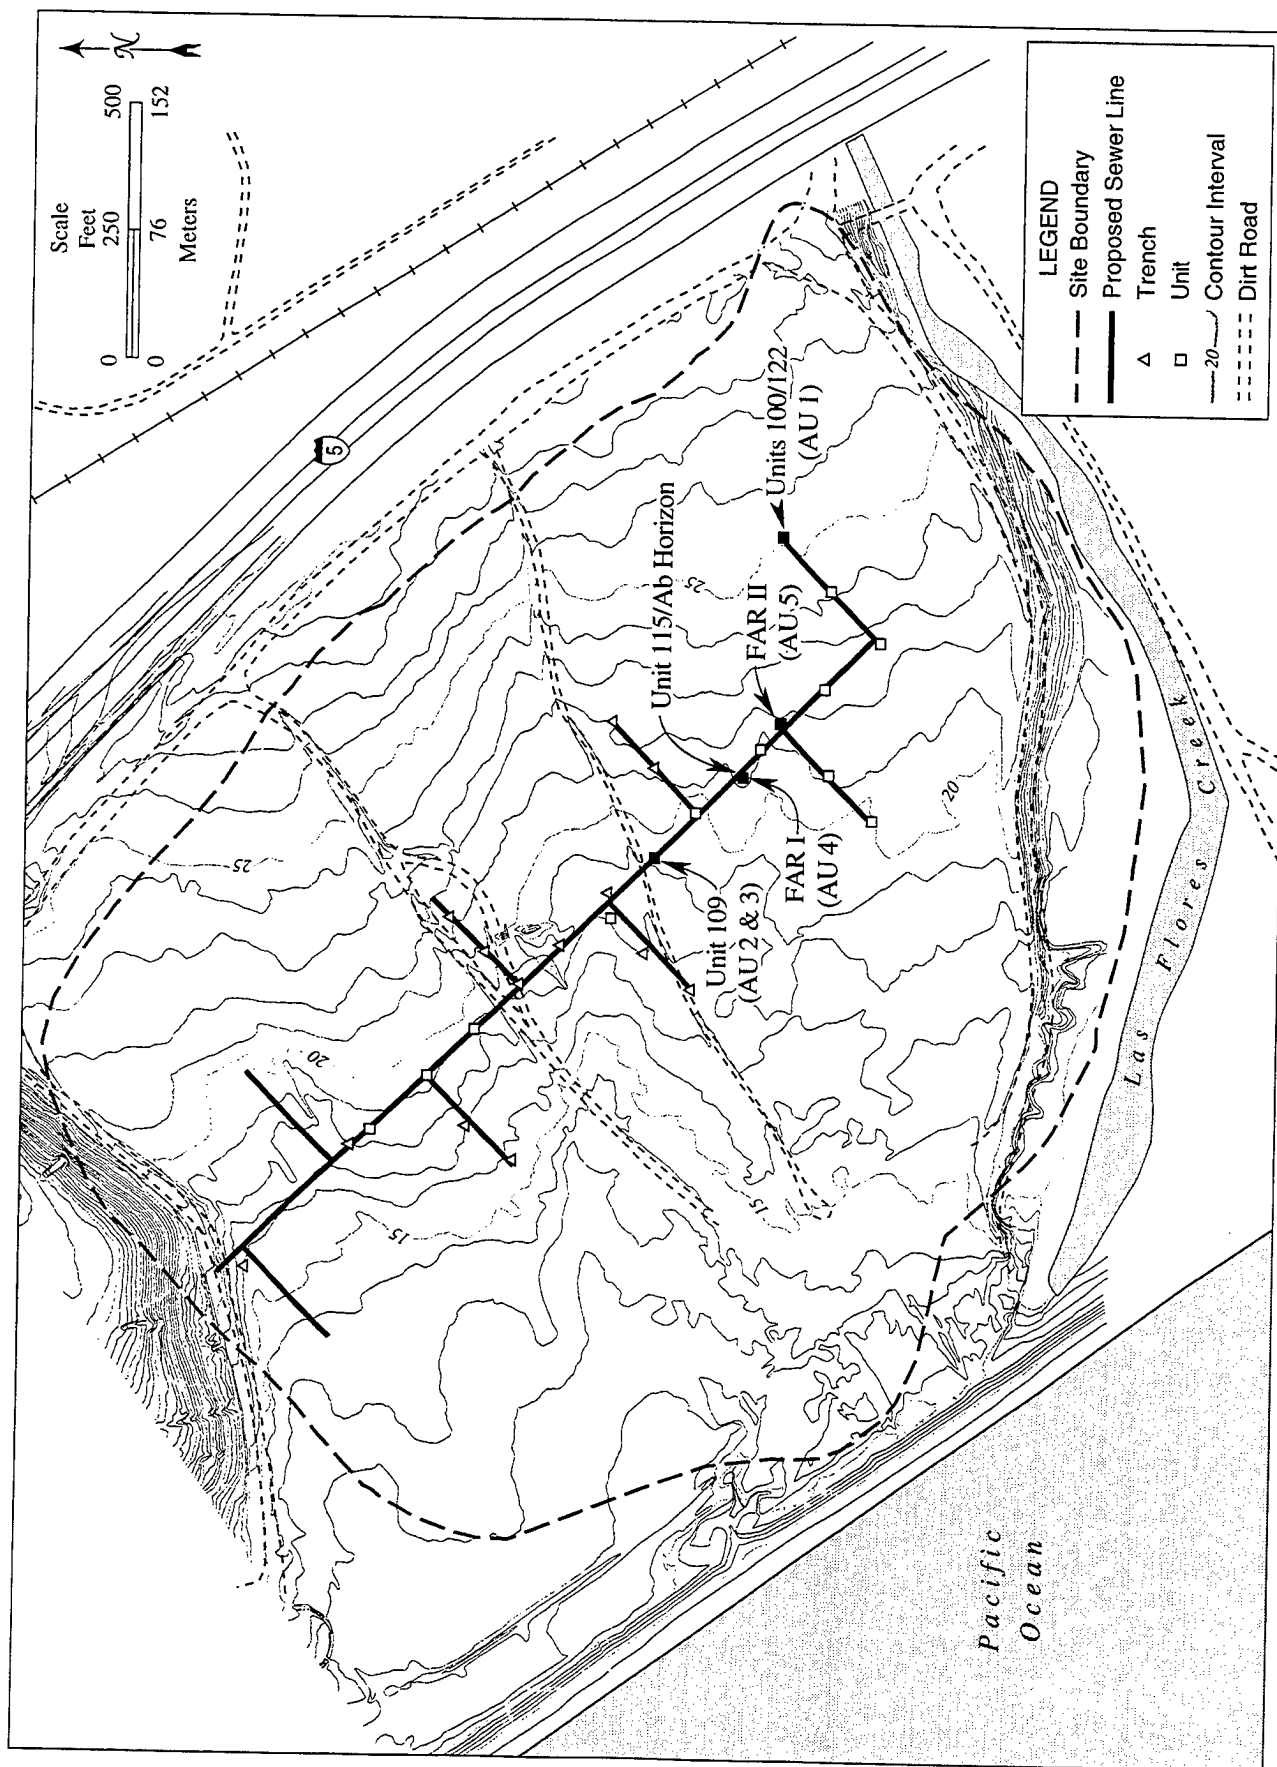 N
Scale
Feet
0 250 500
0 76 152
Meters
5
LEGEND
Site Boundary
Proposed Sewer Line
Trench
Unit
20 Contour Interval
Dirt Road
25
20
15
25
20
15
Units 100/122
(AU 1)
Unit 115/Ab Horizon
FAR II
(AU 5)
FAR I
(AU 4)
Unit 109
(AU 2 & 3)
Las Flores Creek
Pacific
Ocean